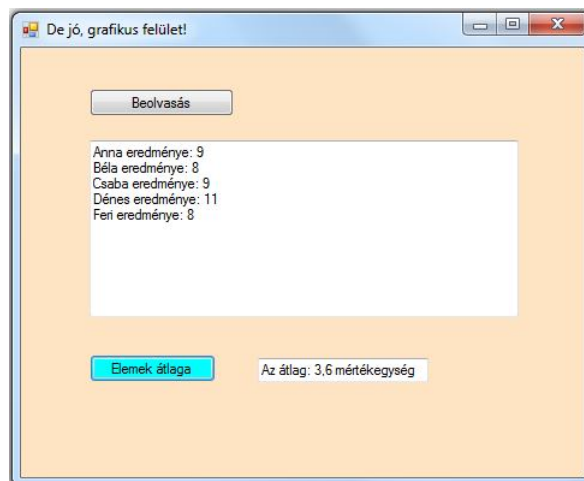 De jó, grafikus felület!
Beolvasás
Anna eredménye: 9
Béla eredménye: 8
Csaba eredménye: 9
Dénes eredménye: 11
Feri eredménye: 8
Elemek átlaga
Az átlag: 3,6 mértékegység